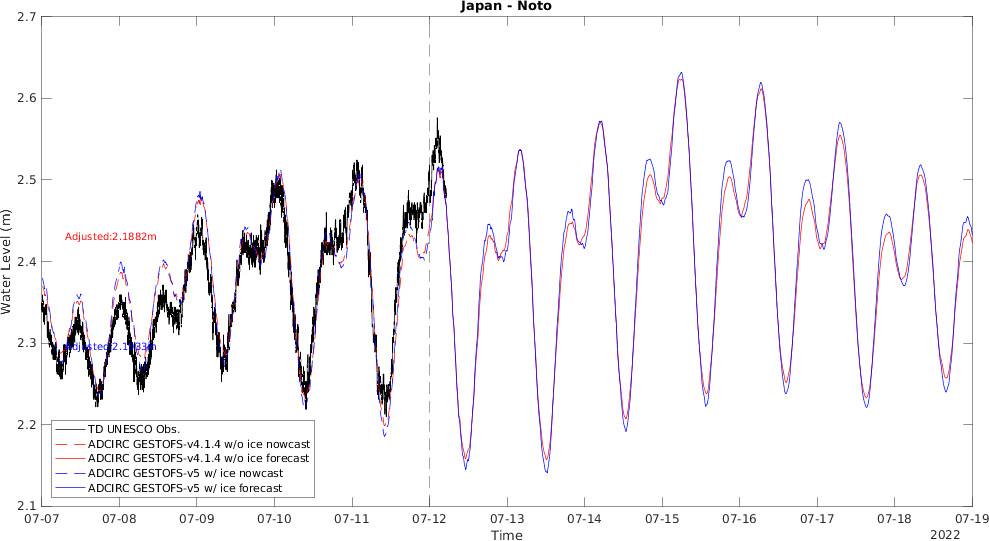 Japan - Noto
2.7
2.6
2.5
2.4
2.3
2.2
2.1
Water Level (m)
Adjusted:2.1882m
TD UNESCO Obs.
ADCIRC GESTOFS-v4.1.4 w/o ice nowcast
ADCIRC GESTOFS-v4.1.4 w/o ice forecast
ADCIRC GESTOFS-v5 w/ ice nowcast
ADCIRC GESTOFS-v5 w/ ice forecast
07-07 07-08 07-09 07-10 07-11 07-12 07-13 07-14 07-15 07-16 07-17 07-18 07-19
Time
2022